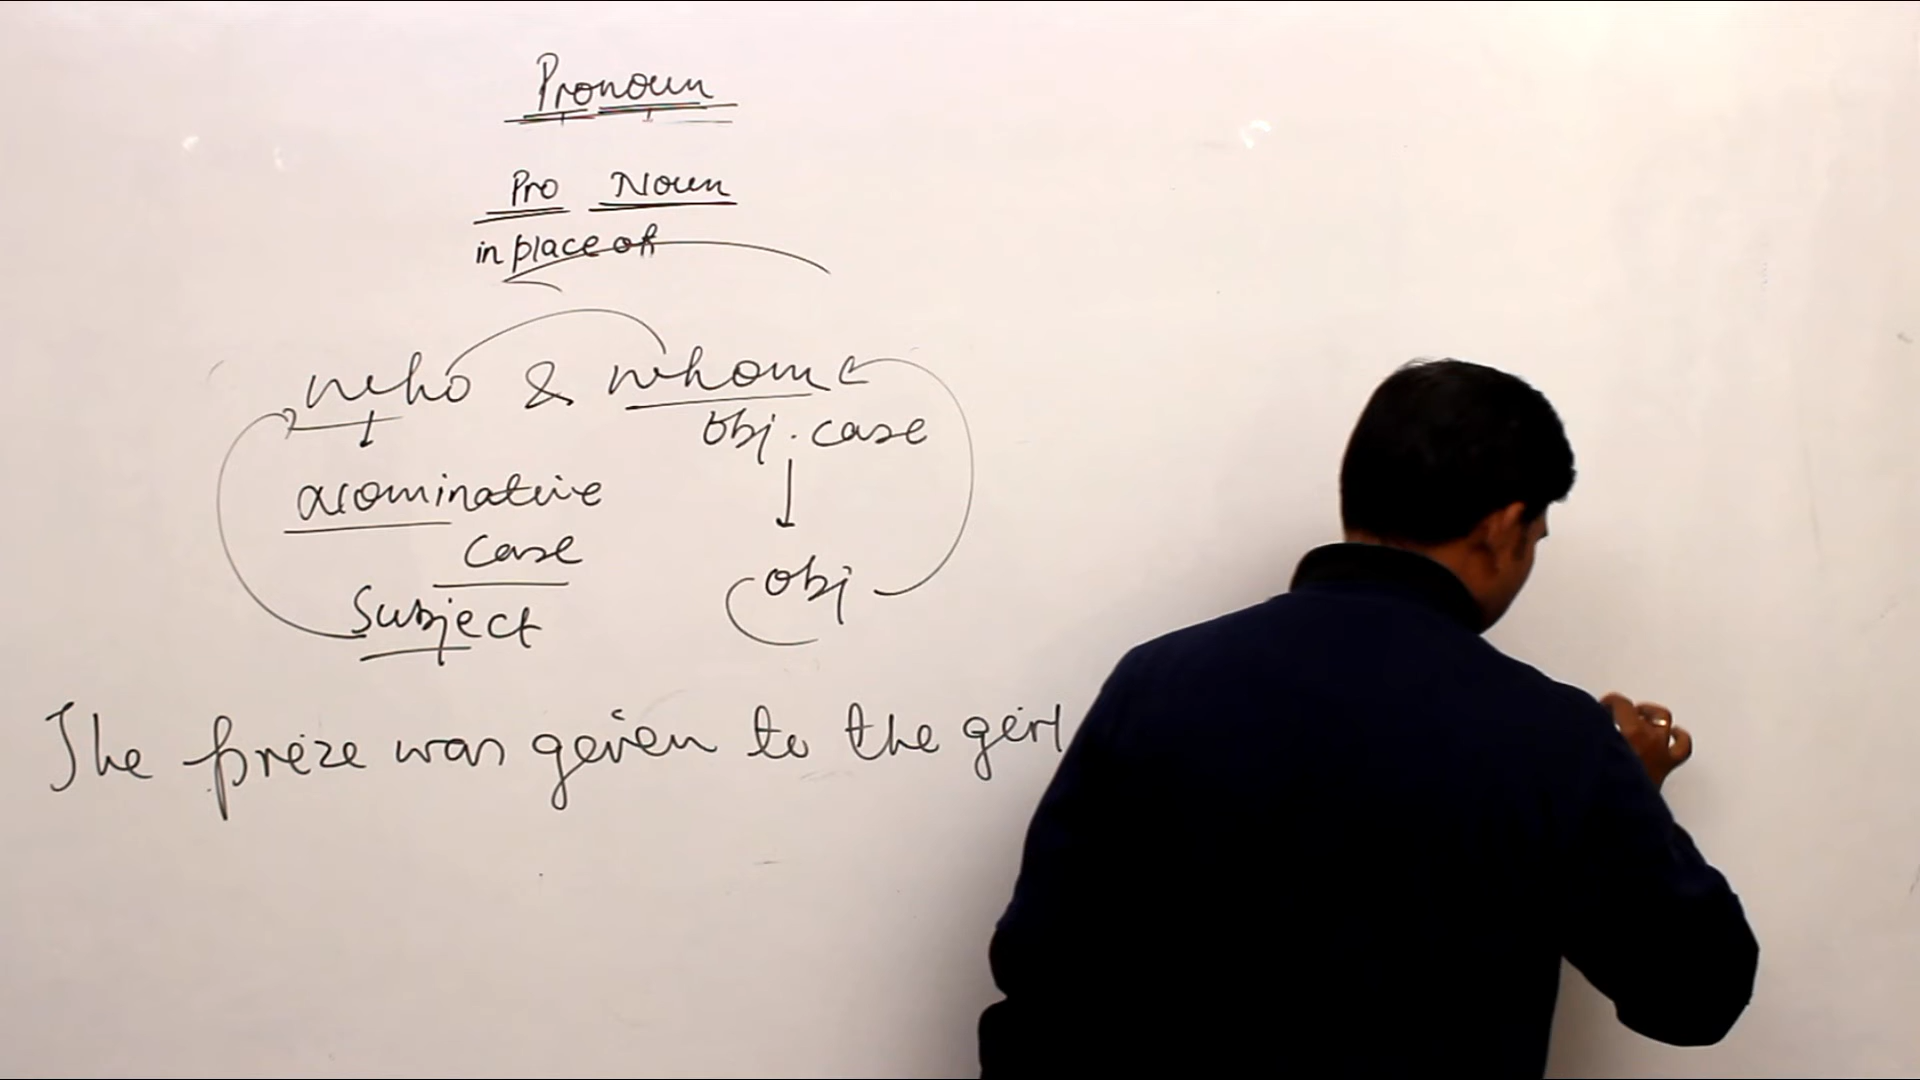 Pronoun
Pro Noun
in place of
who & whom
obj. case
nominative
case
obj
Subject
The prize was given to the girl